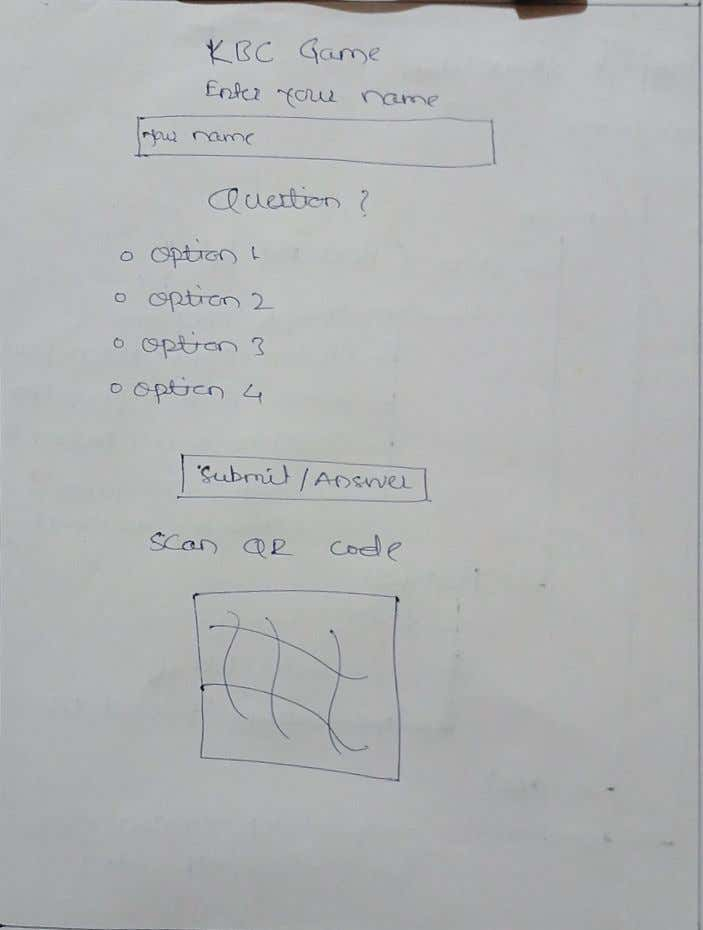 KBC Game
Enter your name
your name
Question ?
option 1
option 2
option 3
option 4
Submit / Answer
Scan QR code